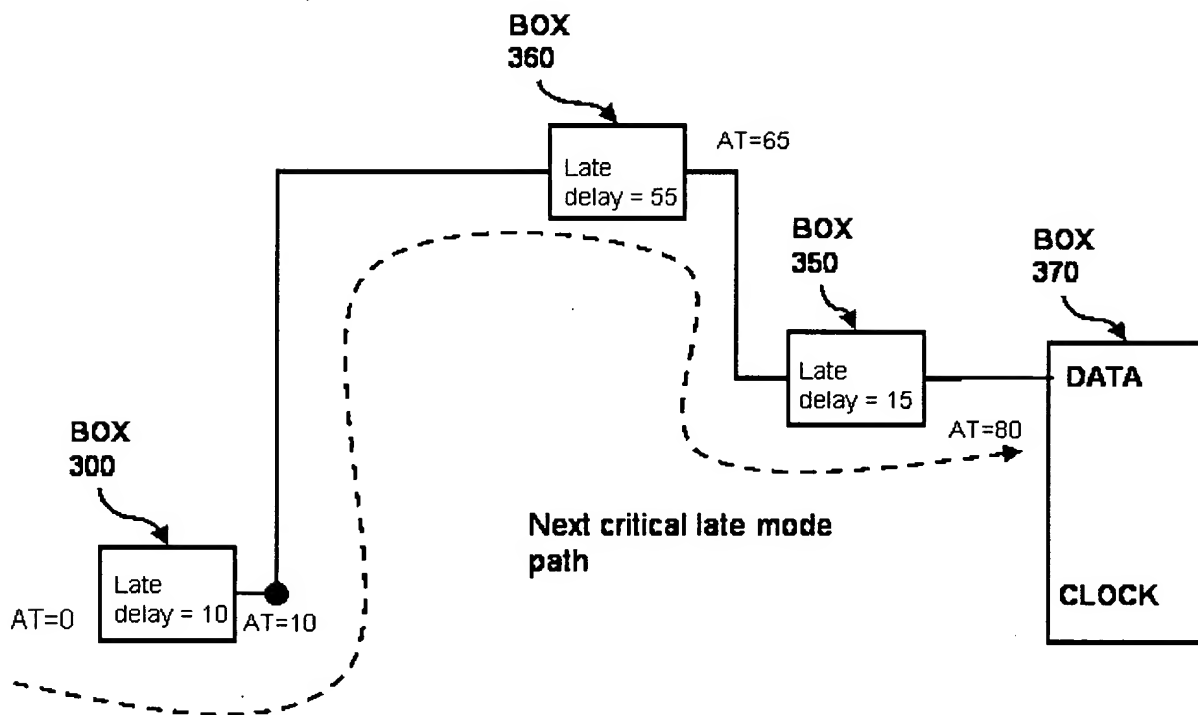 BOX
360
Late
delay = 55
AT=65
BOX
350
Late
delay = 15
BOX
370
DATA
AT=80
CLOCK
BOX
300
Late
delay = 10
AT=0
AT=10
Next critical late mode
path